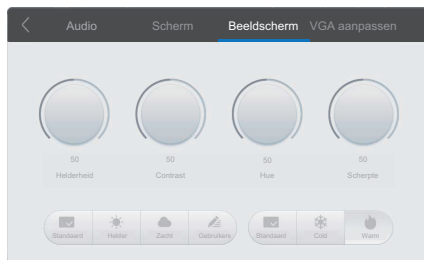 Audio Scherm Beeldscherm VGA aanpassen
50 50 50 50
Helderheid Contrast Hue Scherpte
Standaard Helder Zacht Gebruikers Standaard Cold Warm